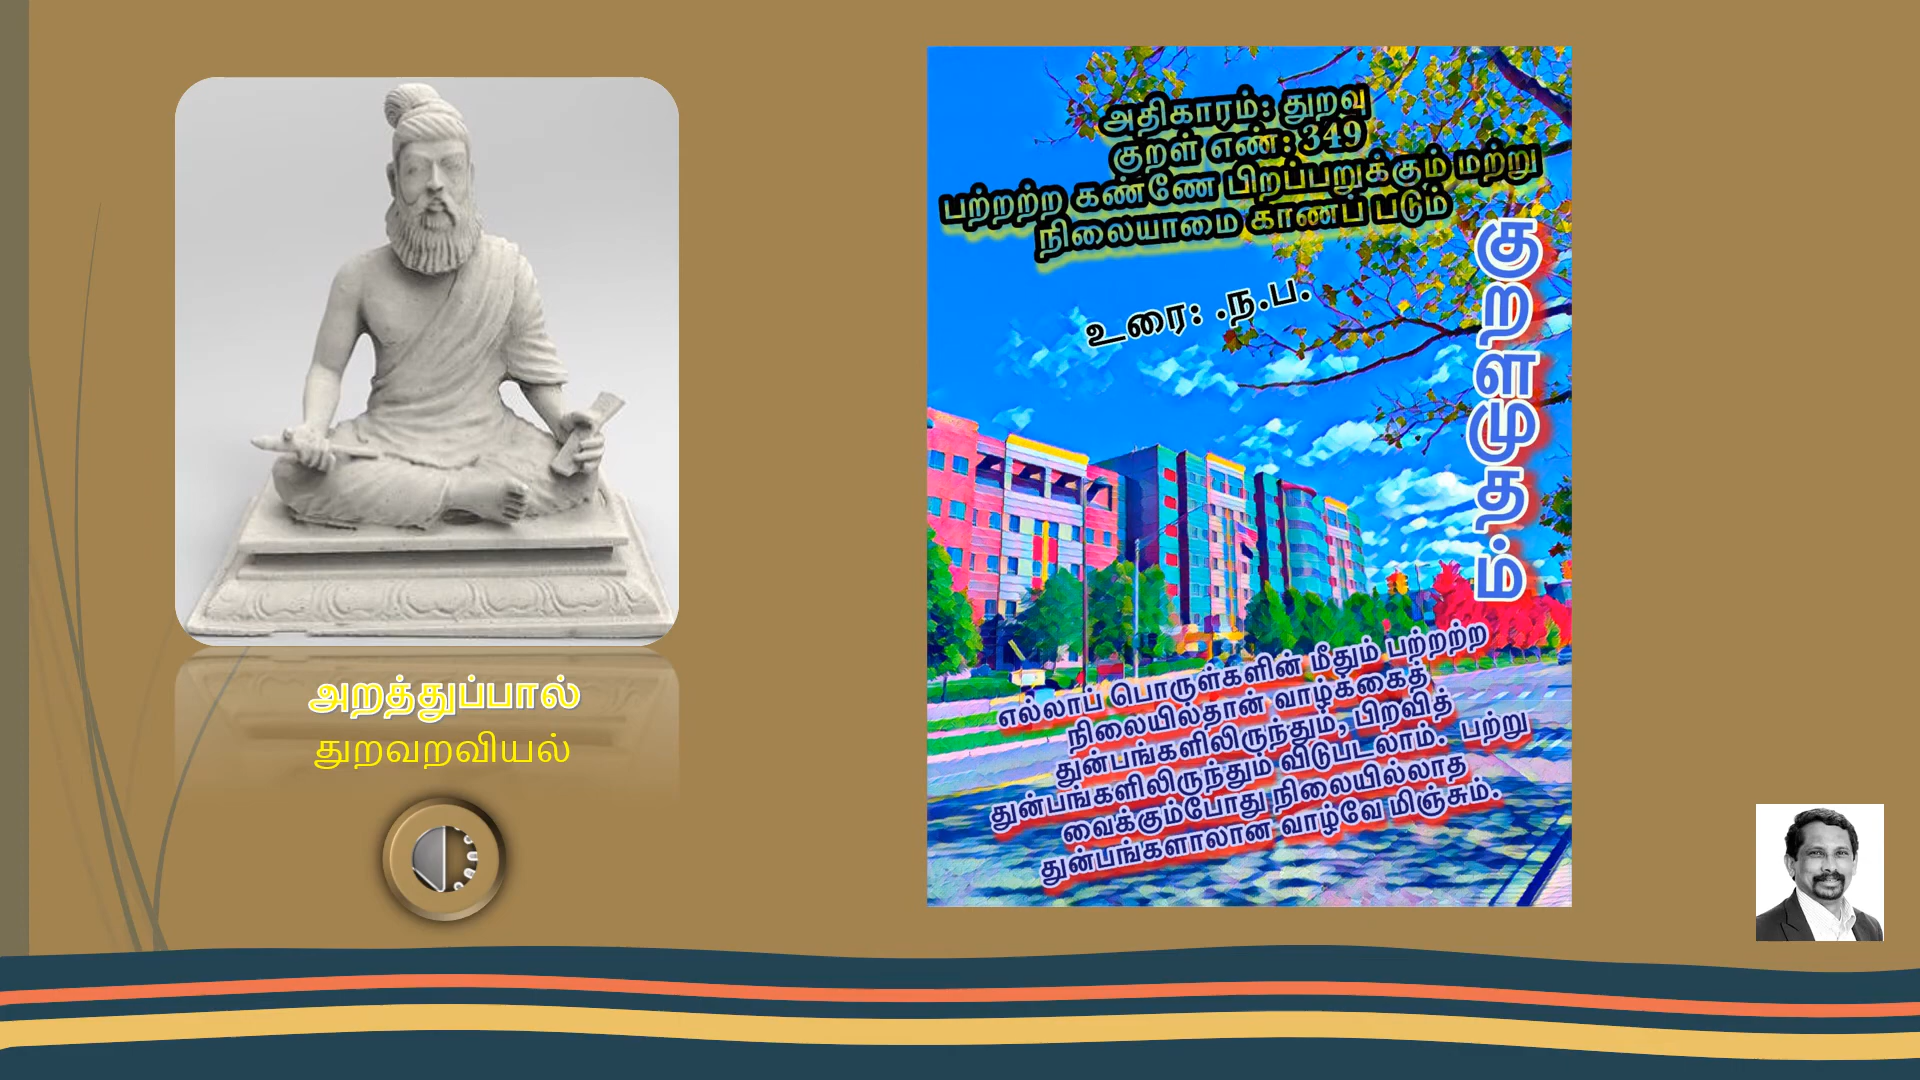 அறத்துப்பால்
துறவறவியல்
அதிகாரம்: துறவு
குறள் எண்: 349
பற்றற்ற கண்ணே பிறப்பறுக்கும் மற்று
நிலையாமை காணப் படும்
உரை: .ந.ப.
குறளமுதம்
எல்லாப் பொருள்களின் மீதும் பற்றற்ற
நிலையில்தான் வாழ்க்கைத்
துன்பங்களிலிருந்தும், பிறவித்
துன்பங்களிலிருந்தும் விடுபடலாம். பற்று
வைக்கும்போது நிலையில்லாத
துன்பங்களாலான வாழ்வே மிஞ்சும்.